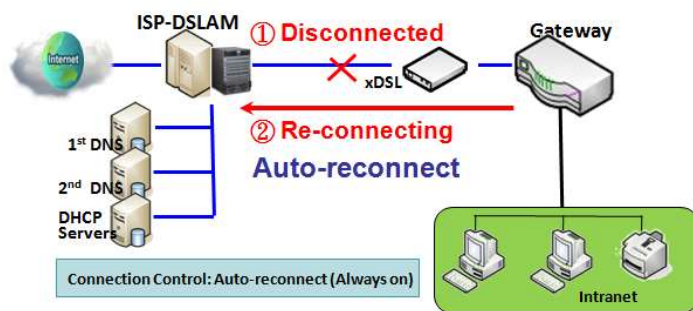 ISP-DSLAM
① Disconnected
Gateway
Internet
xDSL
② Re-connecting
Auto-reconnect
1st DNS
2nd DNS
DHCP
Servers
Connection Control: Auto-reconnect (Always on)
Intranet